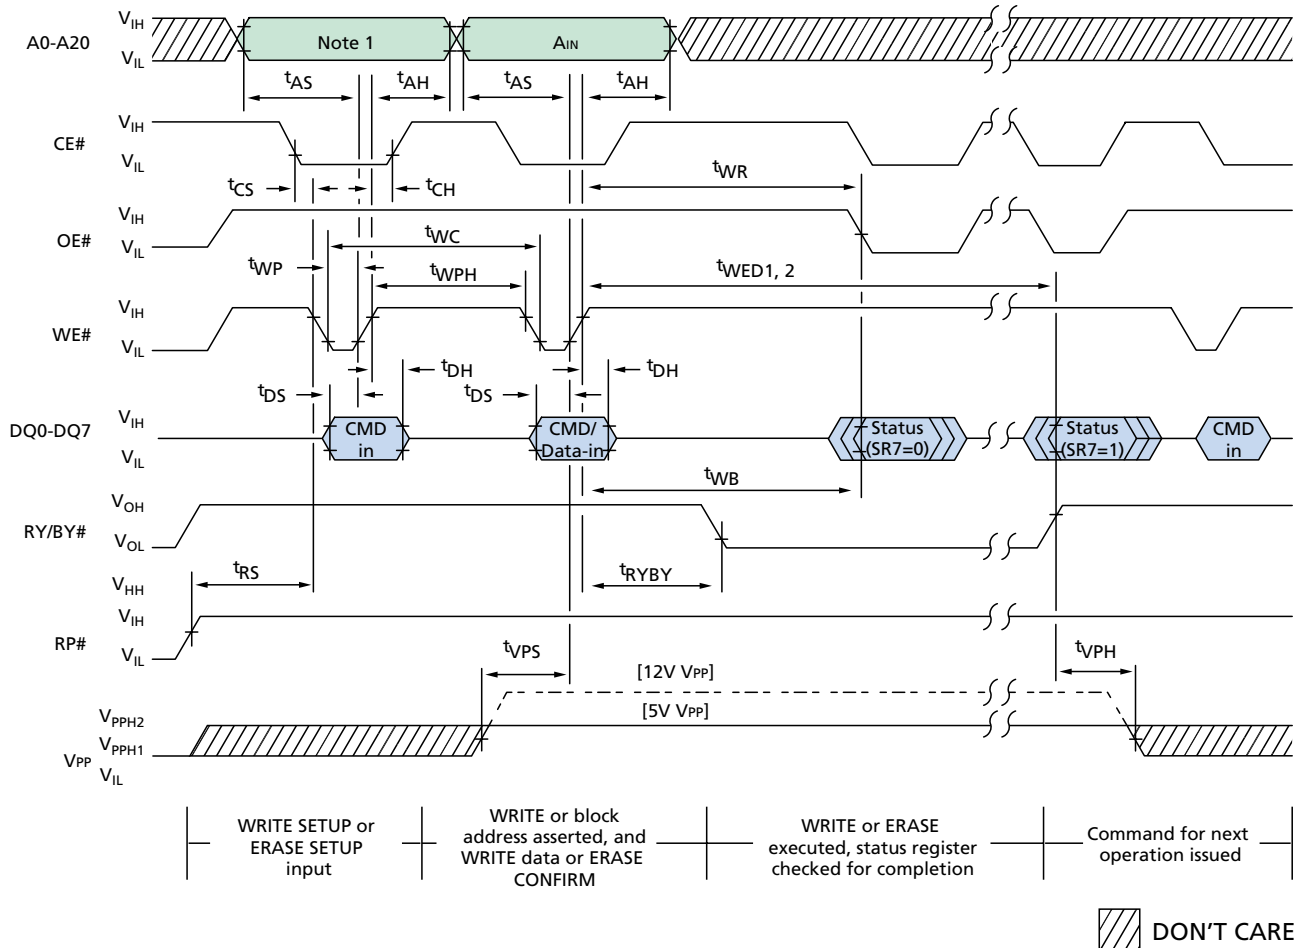 VIH
A0-A20
VIL
Note 1
AIN
tAS
tAH
tAS
tAH
VIH
CE#
VIL
tCS
tCH
tWR
VIH
OE#
VIL
tWC
tWP
tWPH
tWED1, 2
VIH
WE#
VIL
tDS
tDH
tDS
tDH
VIH
DQ0-DQ7
VIL
CMD
in
CMD/
Data-in
Status
(SR7=0)
Status
(SR7=1)
CMD
in
tWB
VOH
RY/BY#
VOL
tRS
tRYBY
VHH
VIH
RP#
VIL
tVPS
tVPH
[12V VPP]
[5V VPP]
VPPH2
VPPH1
VPP
VIL
WRITE SETUP or
ERASE SETUP
input
WRITE or block
address asserted, and
WRITE data or ERASE
CONFIRM
WRITE or ERASE
executed, status register
checked for completion
Command for next
operation issued
DON'T CARE